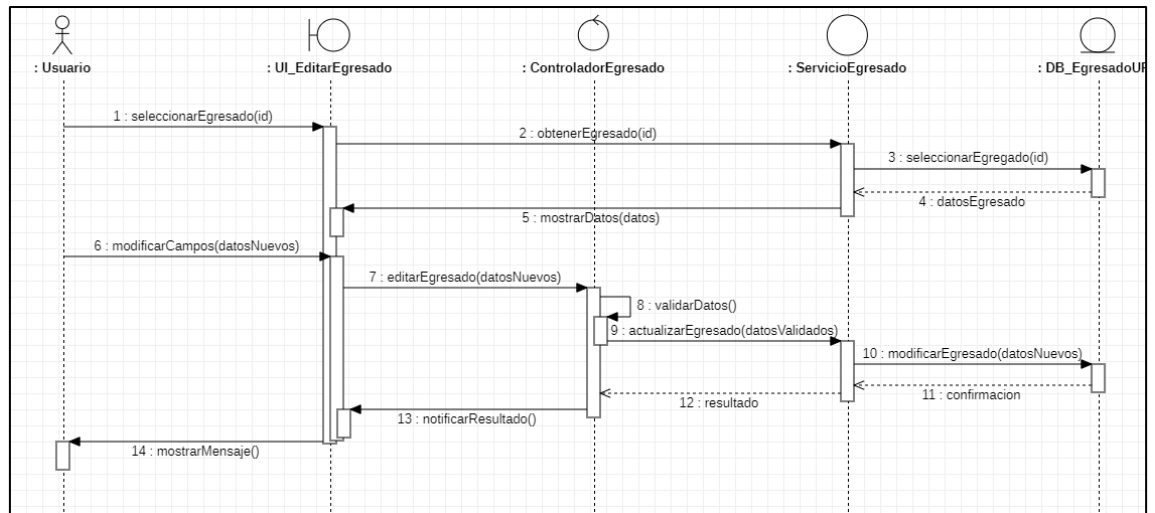 : Usuario
: UI_EditarEgresado
: ControladorEgresado
: ServicioEgresado
: DB_EgresadoUP
1 : seleccionarEgresado(id)
2 : obtenerEgresado(id)
3 : seleccionarEgregado(id)
4 : datosEgresado
5 : mostrarDatos(datos)
6 : modificarCampos(datosNuevos)
7 : editarEgresado(datosNuevos)
8 : validarDatos()
9 : actualizarEgresado(datosValidados)
10 : modificarEgresado(datosNuevos)
11 : confirmacion
12 : resultado
13 : notificarResultado()
14 : mostrarMensaje()